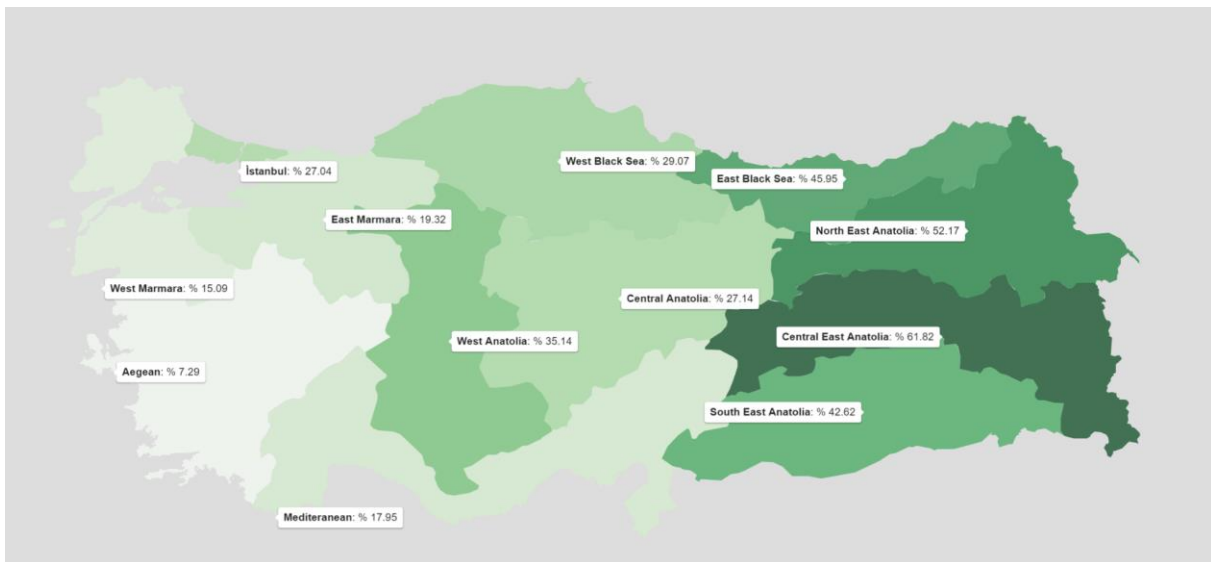 West Black Sea: % 29.07
İstanbul: % 27.04
East Black Sea: % 45.95
East Marmara: % 19.32
North East Anatolia: % 52.17
West Marmara: % 15.09
Central Anatolia: % 27.14
Central East Anatolia: % 61.82
West Anatolia: % 35.14
Aegean: % 7.29
South East Anatolia: % 42.62
Mediteranean: % 17.95